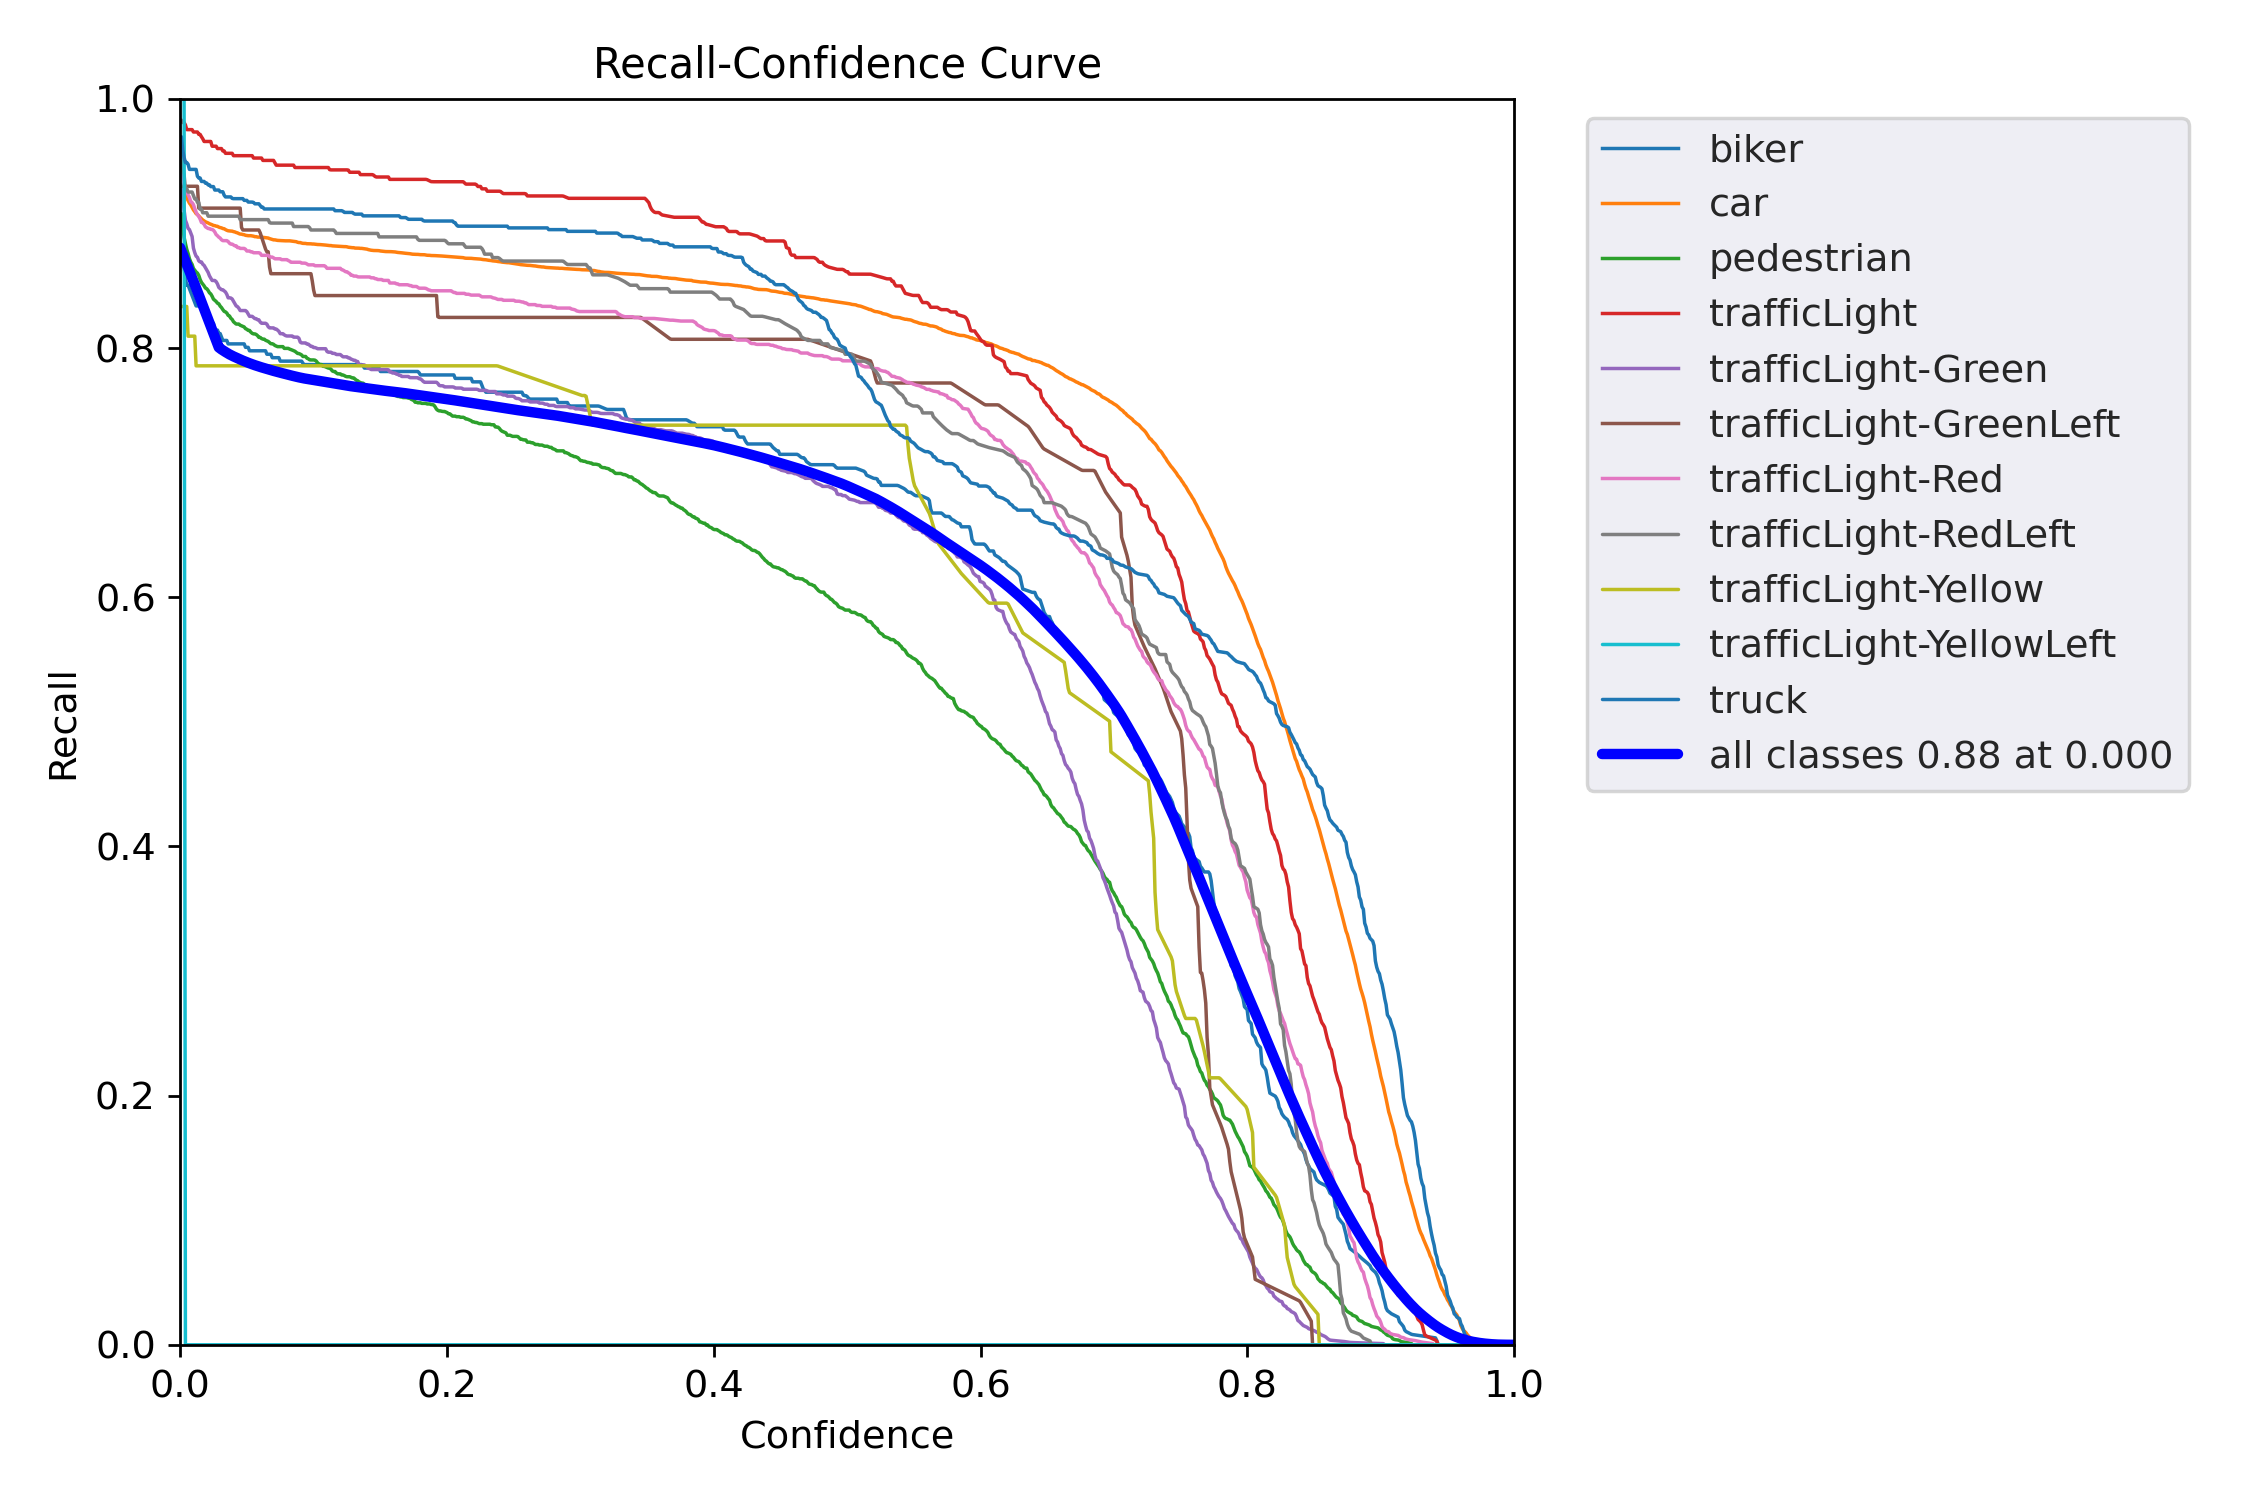 Recall-Confidence Curve
1.0
0.8
0.6
0.4
0.2
0.0
Recall
0.0 0.2 0.4 0.6 0.8 1.0
Confidence
biker
car
pedestrian
trafficLight
trafficLight-Green
trafficLight-GreenLeft
trafficLight-Red
trafficLight-RedLeft
trafficLight-Yellow
trafficLight-YellowLeft
truck
all classes 0.88 at 0.000